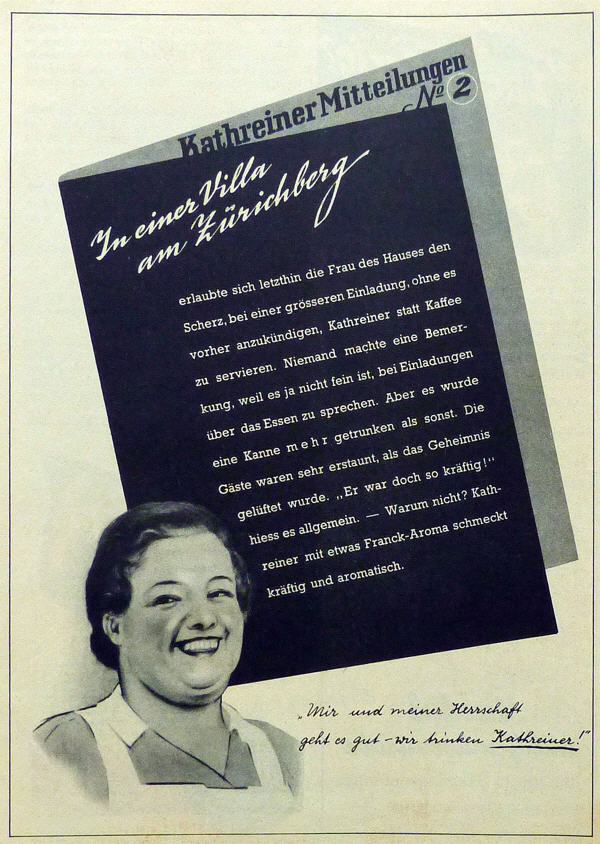 Kathreiner Mitteilungen
No 2
In einer Villa
am Zürichberg
erlaubte sich letzthin die Frau des Hauses den
Scherz, bei einer grösseren Einladung, ohne es
vorher anzukündigen, Kathreiner statt Kaffee
zu servieren. Niemand machte eine Bemer-
kung, weil es ja nicht fein ist, bei Einladungen
über das Essen zu sprechen. Aber es wurde
eine Kanne mehr getrunken als sonst. Die
Gäste waren sehr erstaunt, als das Geheimnis
gelüftet wurde. „Er war doch so kräftig!“
hiess es allgemein. — Warum nicht? Kath-
reiner mit etwas Franck-Aroma schmeckt
kräftig und aromatisch.
„Mir und meiner Herrschaft
geht es gut – wir trinken Kathreiner!“